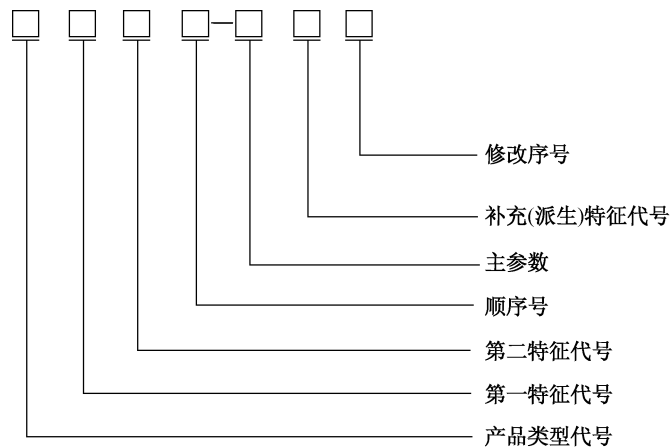 修改序号
补充(派生)特征代号
主参数
顺序号
第二特征代号
第一特征代号
产品类型代号